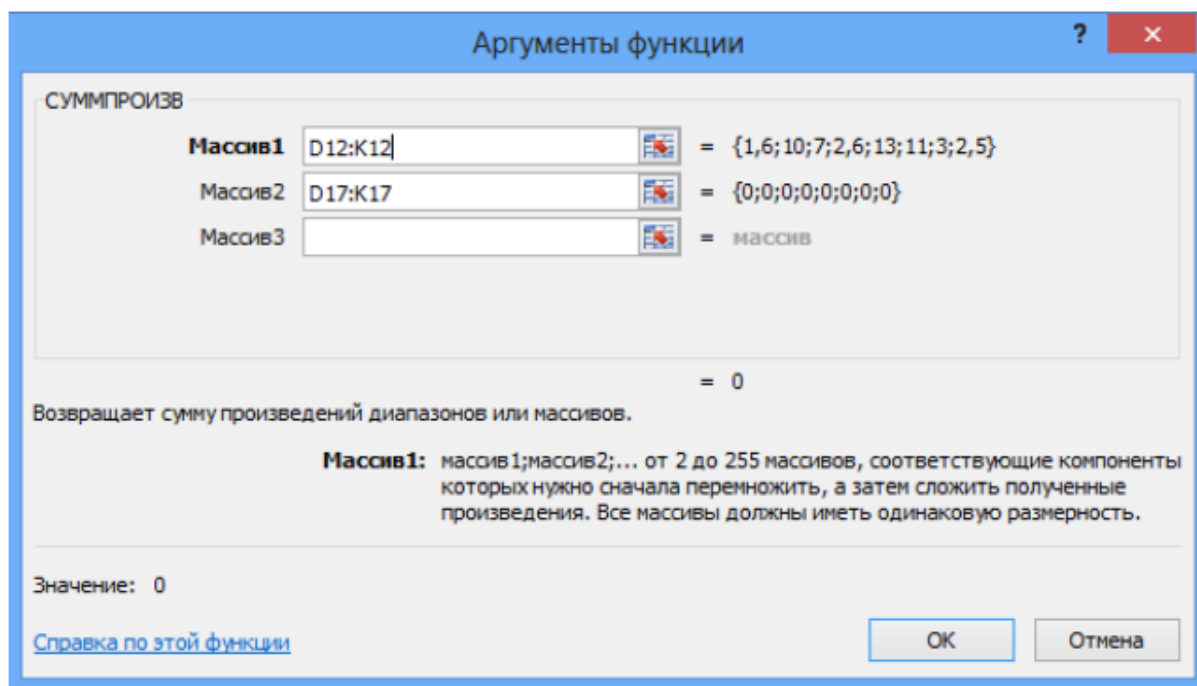 Аргументы функции ?
СУММПРОИЗВ
Массив1 D12:K12 = {1,6;10;7;2,6;13;11;3;2,5}
Массив2 D17:K17 = {0;0;0;0;0;0;0;0}
Массив3 = массив
= 0
Возвращает сумму произведений диапазонов или массивов.
Массив1: массив1;массив2;... от 2 до 255 массивов, соответствующие компоненты
которых нужно сначала перемножить, а затем сложить полученные
произведения. Все массивы должны иметь одинаковую размерность.
Значение: 0
Справка по этой функции ОК Отмена